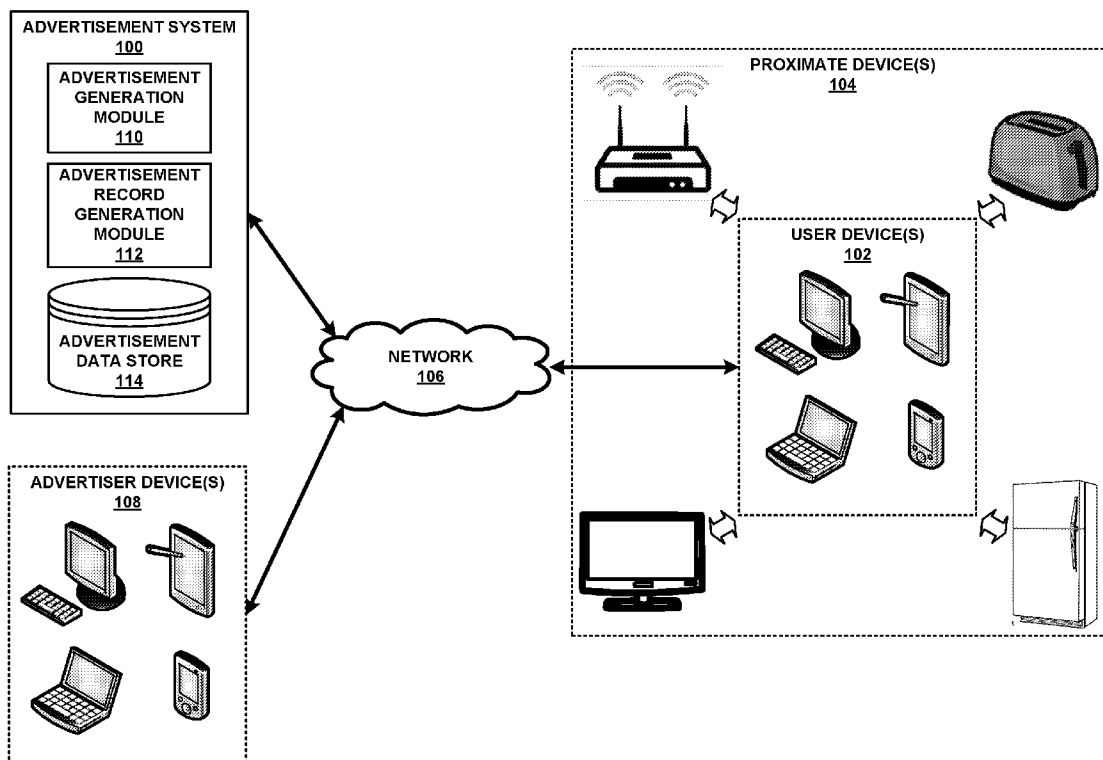 ADVERTISEMENT SYSTEM
100
ADVERTISEMENT
GENERATION
MODULE
110
ADVERTISEMENT
RECORD
GENERATION
MODULE
112
ADVERTISEMENT
DATA STORE
114
ADVERTISER DEVICE(S)
108
NETWORK
106
PROXIMATE DEVICE(S)
104
USER DEVICE(S)
102